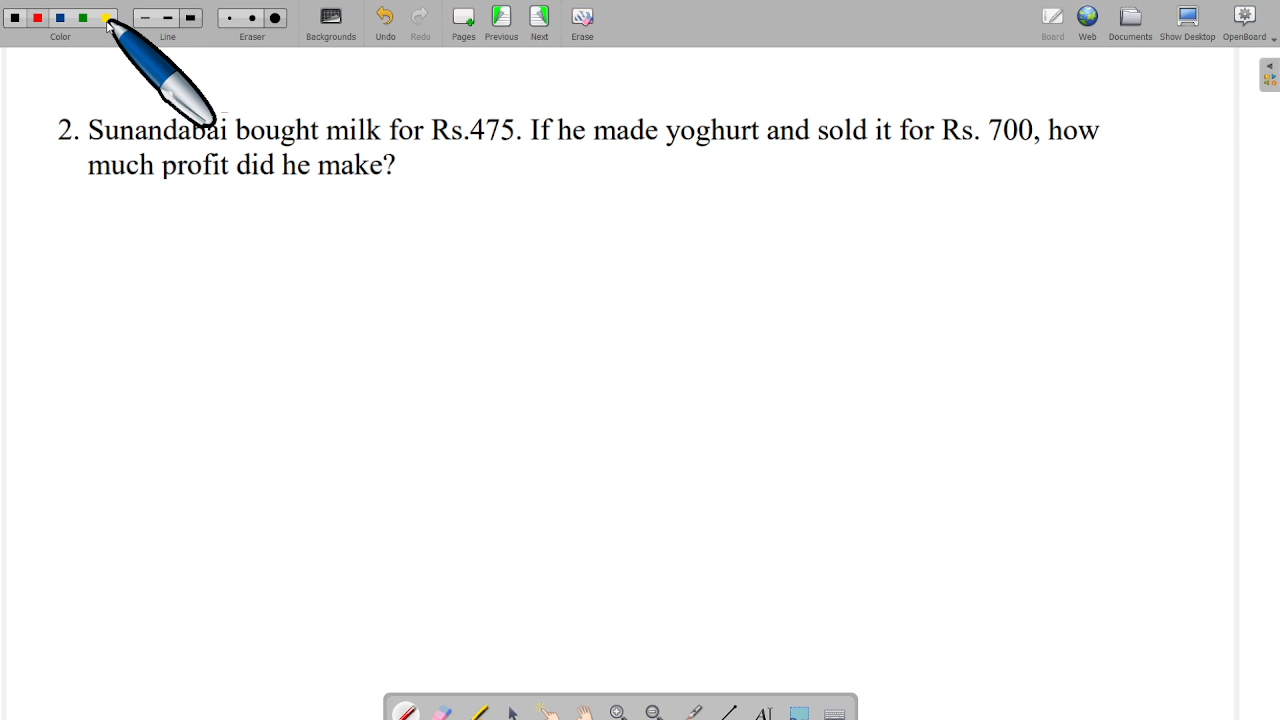 Color Line Eraser Backgrounds Undo Redo Pages Previous Next Erase Board Web Documents Show Desktop OpenBoard
2. Sunandabai bought milk for Rs.475. If he made yoghurt and sold it for Rs. 700, how
much profit did he make?